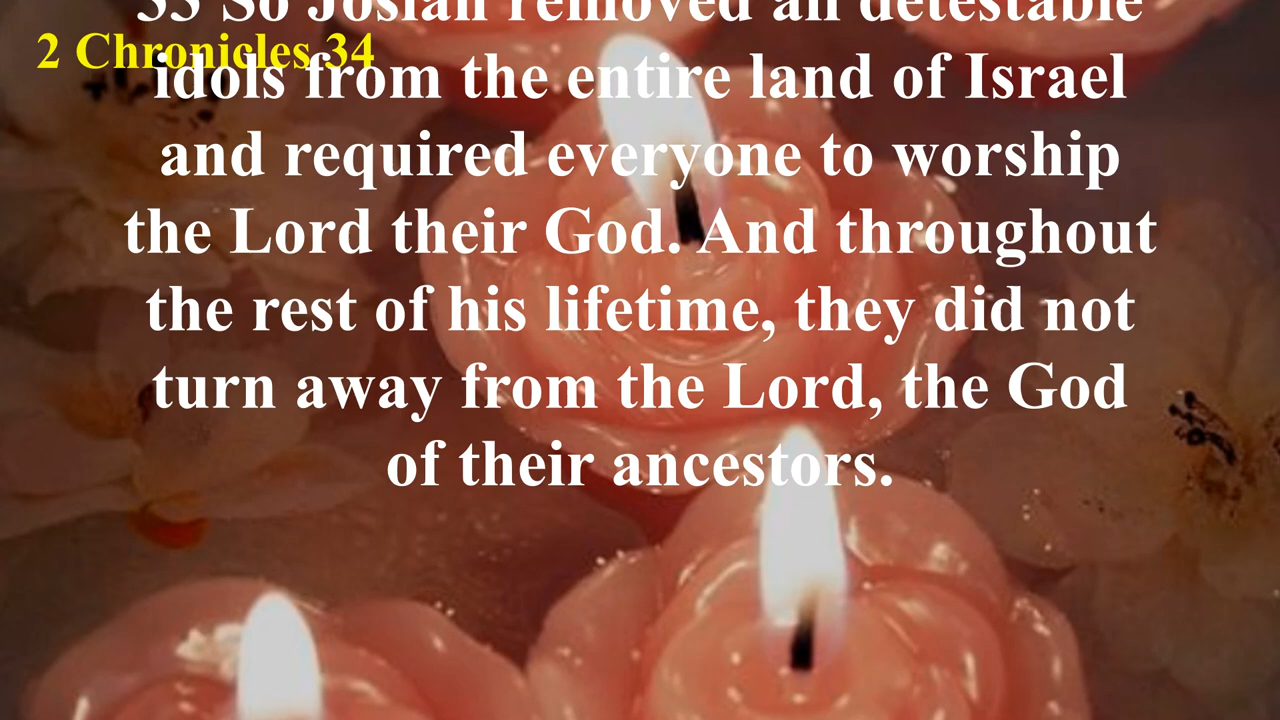 2 Chronicles 34
33 So Josiah removed all detestable
idols from the entire land of Israel
and required everyone to worship
the Lord their God. And throughout
the rest of his lifetime, they did not
turn away from the Lord, the God
of their ancestors.